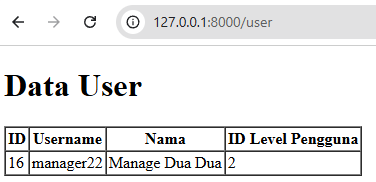 127.0.0.1:8000/user
Data User
ID Username Nama ID Level Pengguna
16 manager22 Manage Dua Dua 2